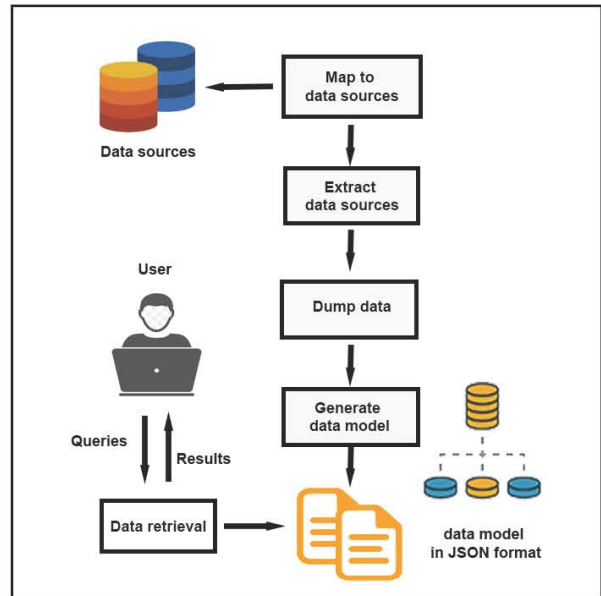 Map to
data sources
Data sources
Extract
data sources
User
Dump data
Generate
data model
Queries
Results
Data retrieval
data model
in JSON format